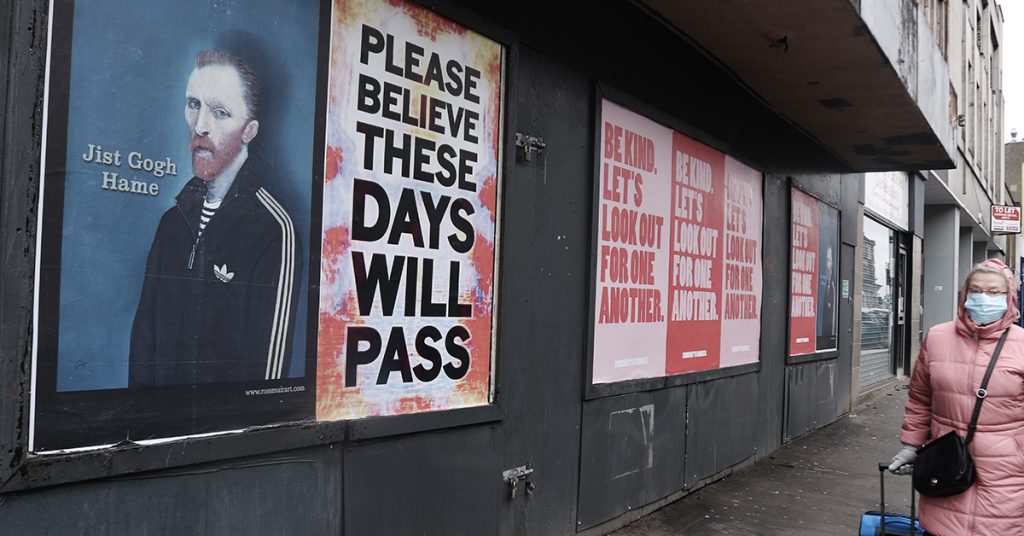 Jist Gogh
Hame
www.rossmuirart.com
PLEASE
BELIEVE
THESE
DAYS
WILL
PASS
BE KIND.
LET'S
LOOK OUT
FOR ONE
ANOTHER.
BE KIND.
LET'S
LOOK OUT
FOR ONE
ANOTHER.
BE KIND.
LET'S
LOOK OUT
FOR ONE
ANOTHER.
BE KIND.
LET'S
LOOK OUT
FOR ONE
ANOTHER.
TO LET